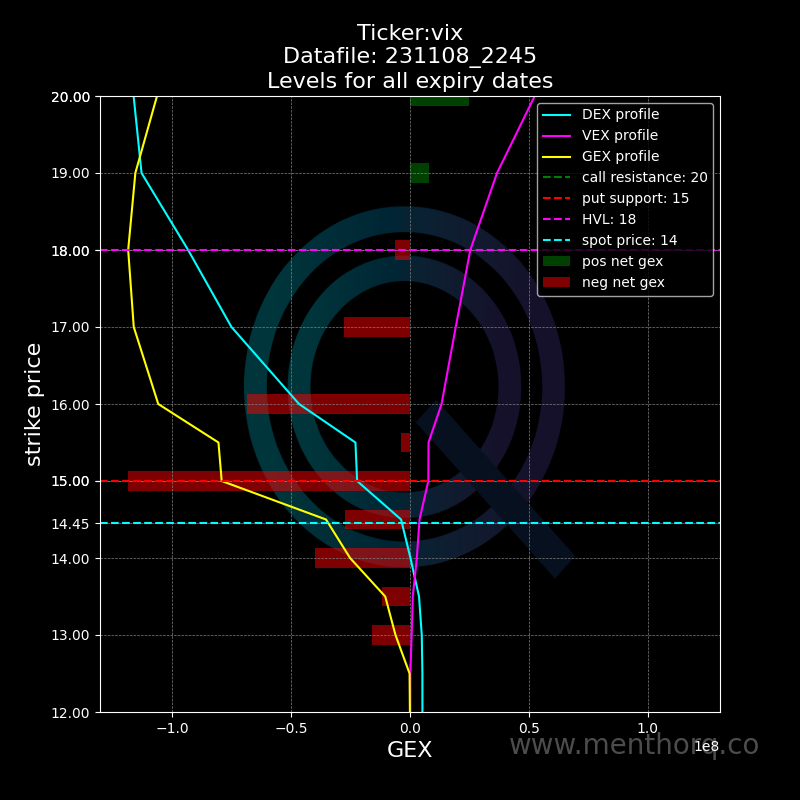 Ticker:vix
Datafile: 231108_2245
Levels for all expiry dates
20.00
19.00
18.00
17.00
16.00
15.00
14.45
14.00
13.00
12.00
strike price
DEX profile
VEX profile
GEX profile
call resistance: 20
put support: 15
HVL: 18
spot price: 14
pos net gex
neg net gex
−1.0
−0.5
0.0
0.5
1.0
1e8
GEX
www.menthorq.co